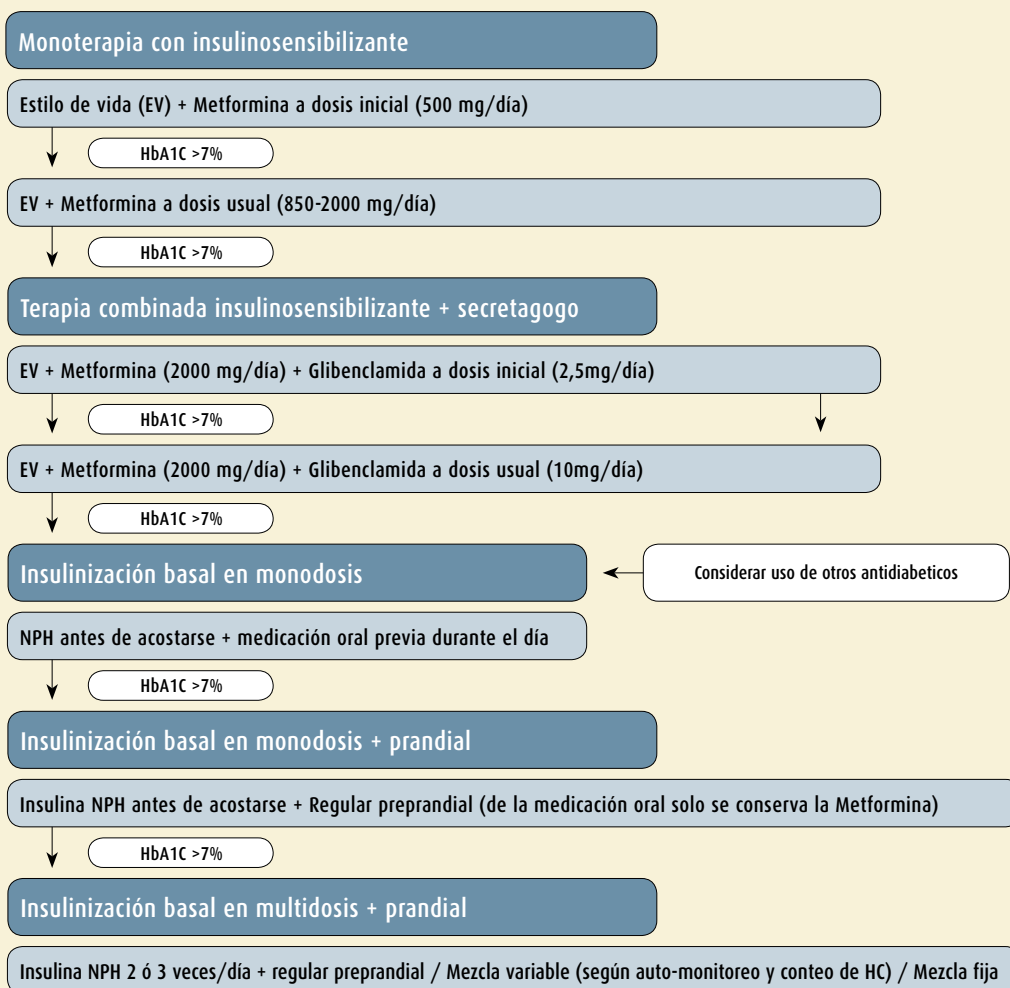 Monoterapia con insulinosensibilizante
Estilo de vida (EV) + Metformina a dosis inicial (500 mg/día)
HbA1C >7%
EV + Metformina a dosis usual (850-2000 mg/día)
HbA1C >7%
Terapia combinada insulinosensibilizante + secretagogo
EV + Metformina (2000 mg/día) + Glibenclamida a dosis inicial (2,5mg/día)
HbA1C >7%
EV + Metformina (2000 mg/día) + Glibenclamida a dosis usual (10mg/día)
HbA1C >7%
Insulinización basal en monodosis
Considerar uso de otros antidiabeticos
NPH antes de acostarse + medicación oral previa durante el día
HbA1C >7%
Insulinización basal en monodosis + prandial
Insulina NPH antes de acostarse + Regular preprandial (de la medicación oral solo se conserva la Metformina)
HbA1C >7%
Insulinización basal en multidosis + prandial
Insulina NPH 2 ó 3 veces/día + regular preprandial / Mezcla variable (según auto-monitoreo y conteo de HC) / Mezcla fija